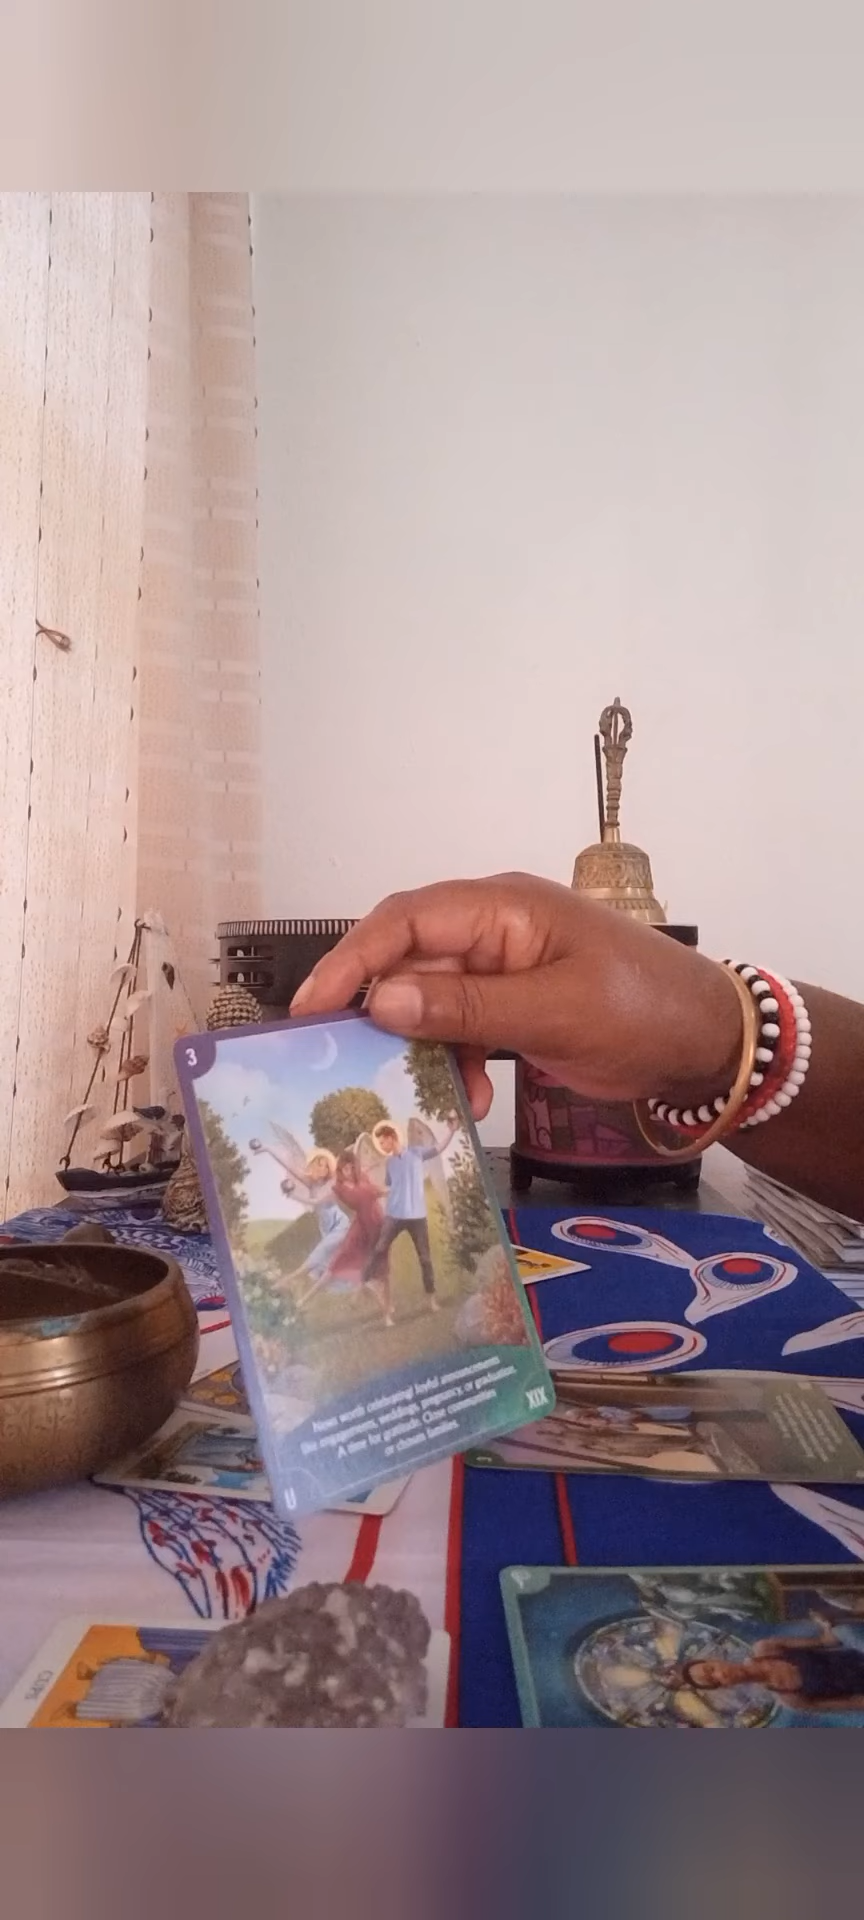 3
News worth celebrating! Joyful announcements
like engagements, weddings, pregnancy, or graduation.
A time for gratitude. Close communities
or chosen families.
XIX
CUPS